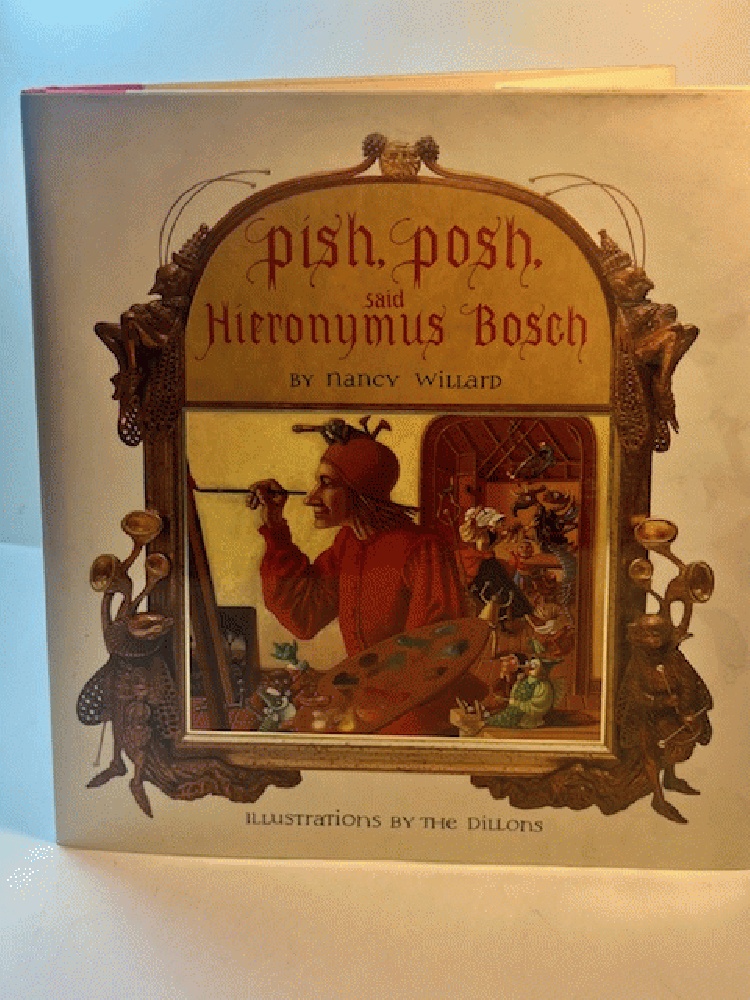 pish, posh,
said
Hieronymus Bosch
BY Nancy Willard
Illustrations by The Dillons